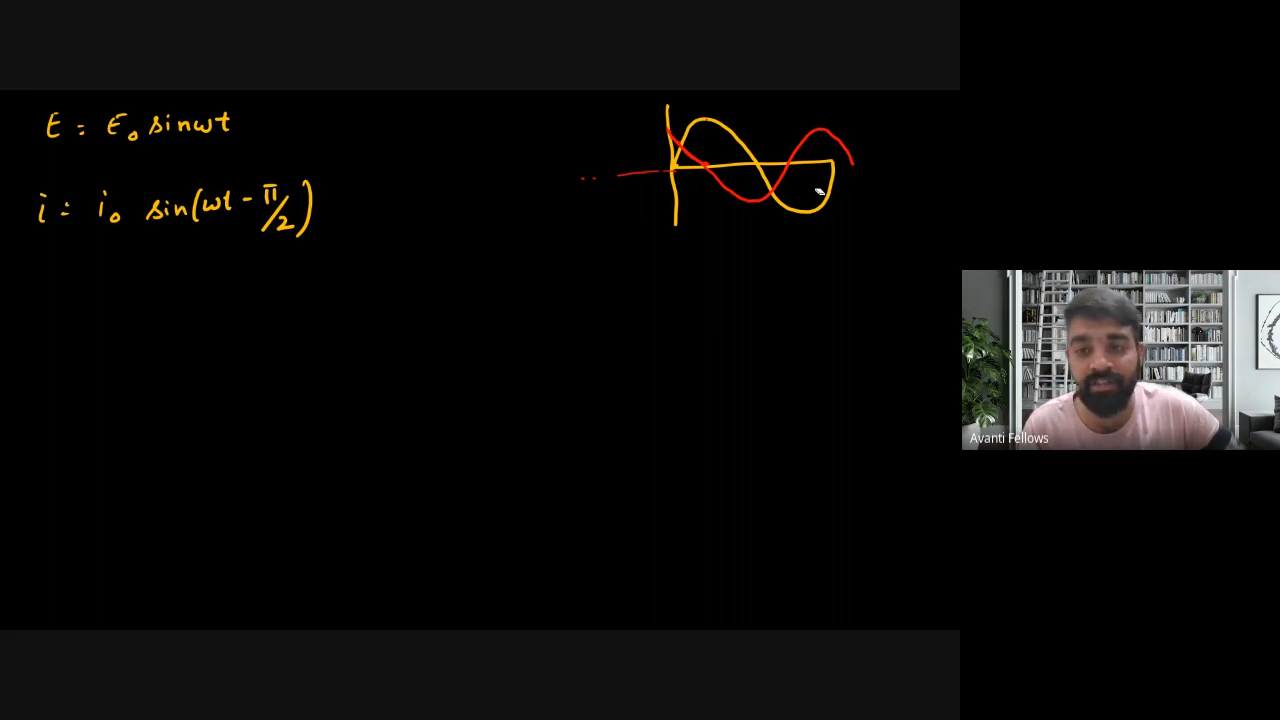 E = E₀ sinωt
i = i₀ sin(ωt - π/2)
Avanti Fellows